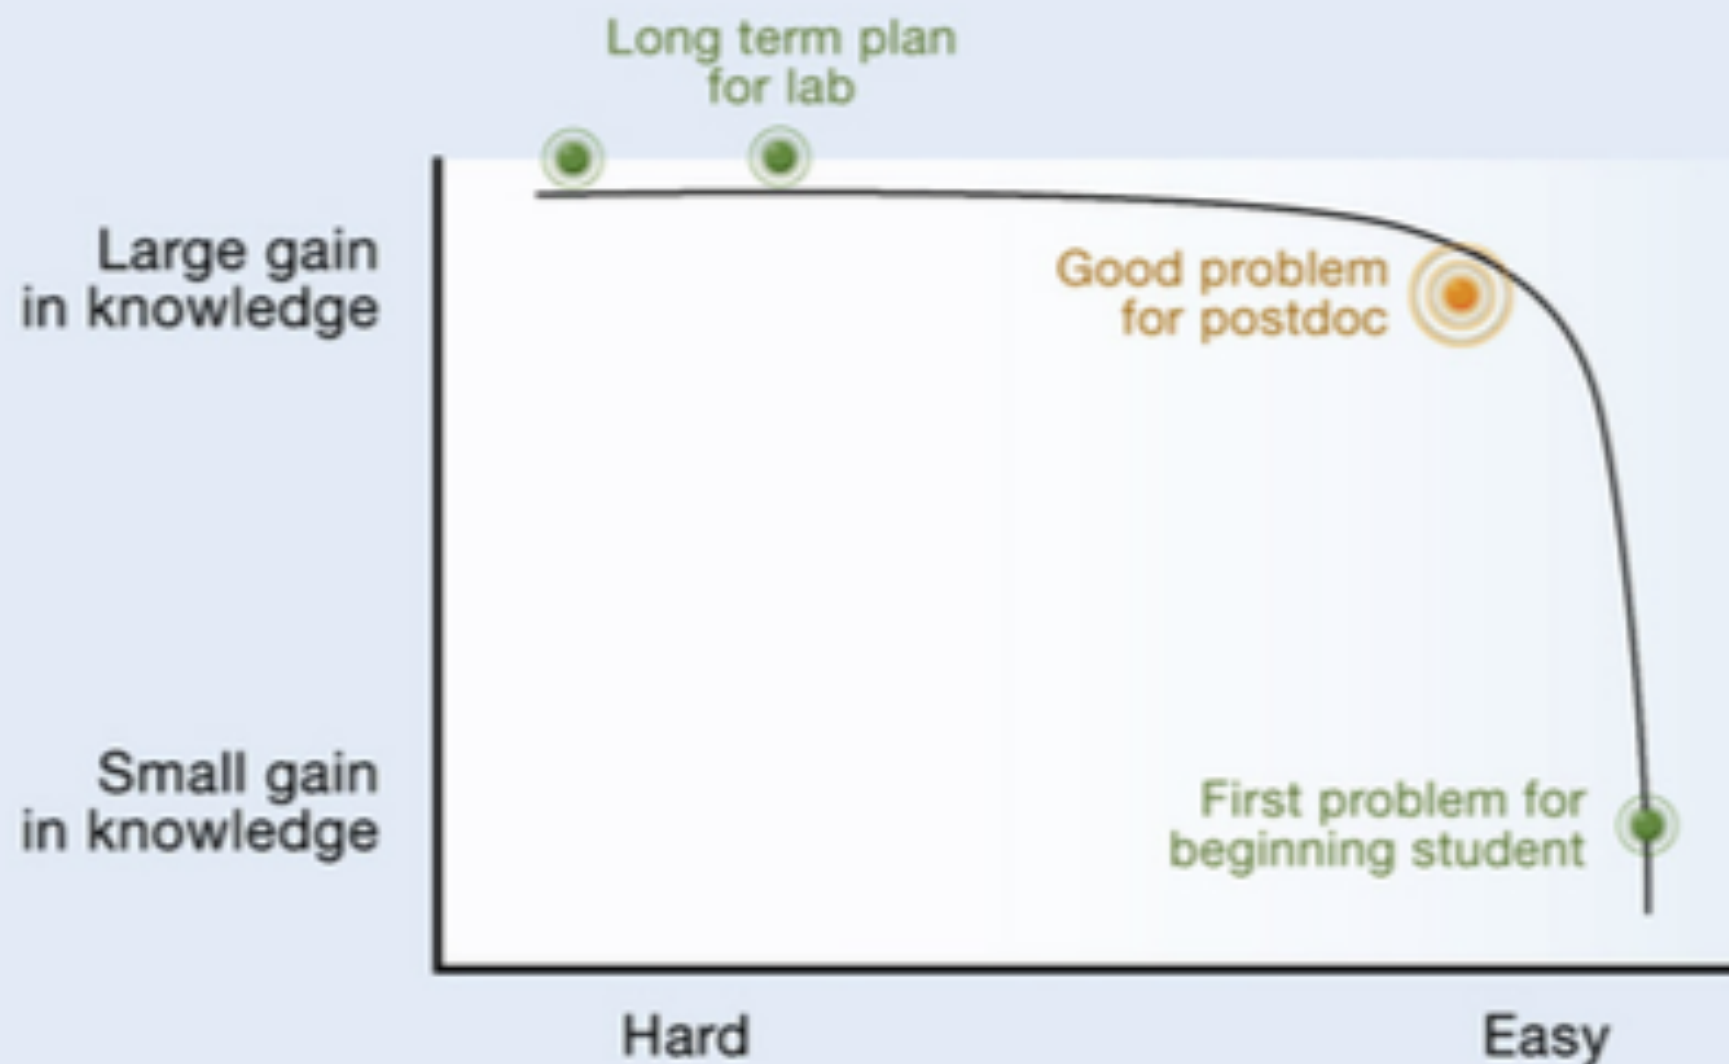 Long term plan
for lab
Large gain
in knowledge
Good problem
for postdoc
Small gain
in knowledge
First problem for
beginning student
Hard
Easy